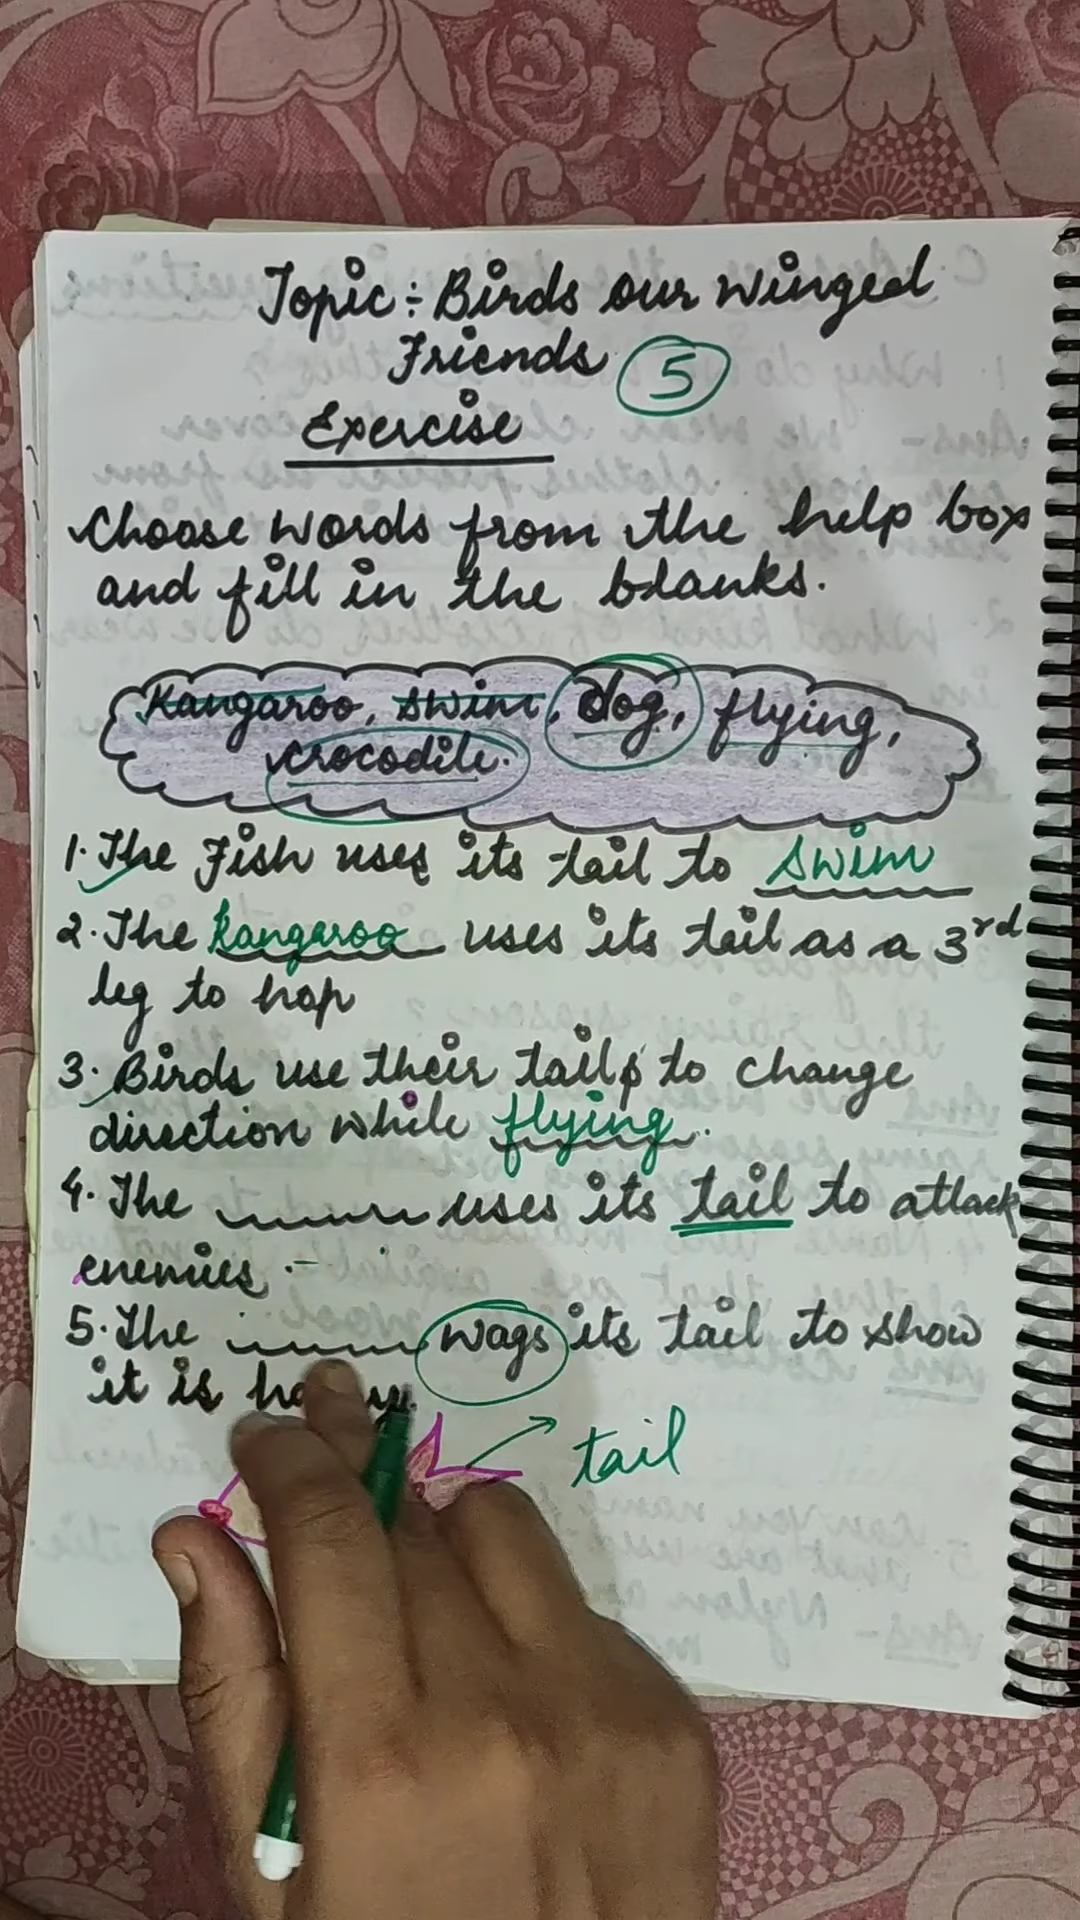 Topic:- Birds our winged
Friends 5
Exercise
Choose words from the help box
and fill in the blanks.
Kangaroo, swim, dog, flying,
crocodile.
1. The Fish uses its tail to swim
2. The kangaroo uses its tail as a 3rd
leg to hop
3. Birds use their tails to change
direction while flying.
4. The uses its tail to attack
enemies.-
5. The wags its tail to show
it is
tail